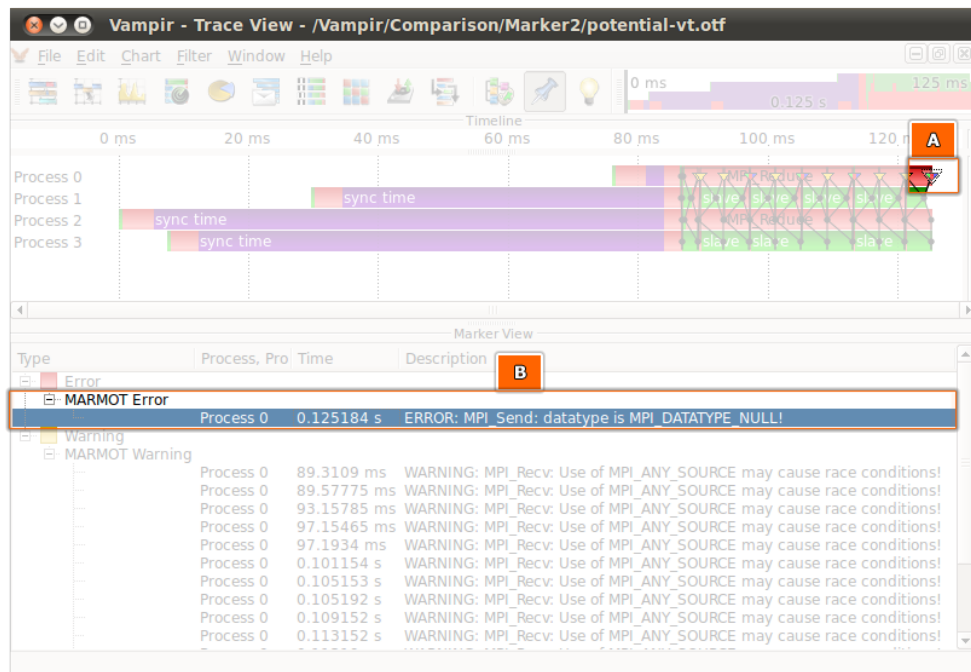 Vampir - Trace View - /Vampir/Comparison/Marker2/potential-vt.otf
File Edit Chart Filter Window Help
0 ms 125 ms
0.125 s
Timeline
0 ms 20 ms 40 ms 60 ms 80 ms 100 ms 120
A
Process 0 MPI_Reduce
Process 1 sync time slave slave slave slave
Process 2 sync time MPI_Reduce
Process 3 sync time slave slave slave
Marker View
Type Process, Pro Time Description
B
Error
MARMOT Error
Process 0 0.125184 s ERROR: MPI_Send: datatype is MPI_DATATYPE_NULL!
Warning
MARMOT Warning
Process 0 89.3109 ms WARNING: MPI_Recv: Use of MPI_ANY_SOURCE may cause race conditions!
Process 0 89.57775 ms WARNING: MPI_Recv: Use of MPI_ANY_SOURCE may cause race conditions!
Process 0 93.15785 ms WARNING: MPI_Recv: Use of MPI_ANY_SOURCE may cause race conditions!
Process 0 97.15465 ms WARNING: MPI_Recv: Use of MPI_ANY_SOURCE may cause race conditions!
Process 0 97.1934 ms WARNING: MPI_Recv: Use of MPI_ANY_SOURCE may cause race conditions!
Process 0 0.101154 s WARNING: MPI_Recv: Use of MPI_ANY_SOURCE may cause race conditions!
Process 0 0.105153 s WARNING: MPI_Recv: Use of MPI_ANY_SOURCE may cause race conditions!
Process 0 0.105192 s WARNING: MPI_Recv: Use of MPI_ANY_SOURCE may cause race conditions!
Process 0 0.109152 s WARNING: MPI_Recv: Use of MPI_ANY_SOURCE may cause race conditions!
Process 0 0.113152 s WARNING: MPI_Recv: Use of MPI_ANY_SOURCE may cause race conditions!